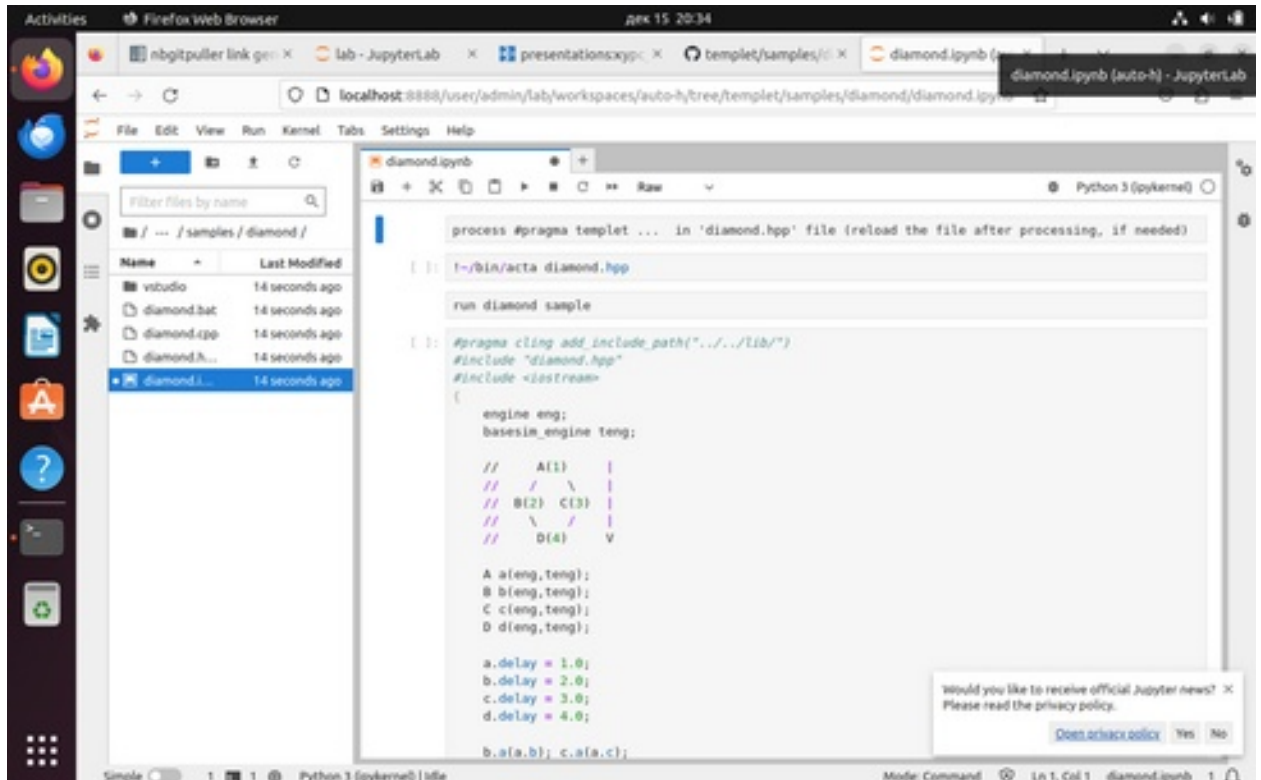 Activities
Firefox Web Browser
дек 15 20:34
nbgitpuller link gen
lab - JupyterLab
templet/samples/
diamond.ipynb
diamond.ipynb (auto-h) - JupyterLab
localhost:8888/user/admin/lab/workspaces/auto-h/tree/templet/samples/diamond/diamond.ipynb
File Edit View Run Kernel Tabs Settings Help
Filter files by name
/ ··· / samples / diamond /
Name Last Modified
vstudio 14 seconds ago
diamond.bat 14 seconds ago
diamond.cpp 14 seconds ago
diamond.h... 14 seconds ago
diamond.i... 14 seconds ago
diamond.ipynb
Raw
Python 3 (ipykernel)
process #pragma templet ... in 'diamond.hpp' file (reload the file after processing, if needed)
[ ]: !~/bin/acta diamond.hpp
run diamond sample
[ ]: #pragma cling add_include_path("../../lib/")
#include "diamond.hpp"
#include <iostream>
{
engine eng;
basesim_engine teng;
// A(1) |
// / \ |
// B(2) C(3) |
// \ / |
// D(4) V
A a(eng,teng);
B b(eng,teng);
C c(eng,teng);
D d(eng,teng);
a.delay = 1.0;
b.delay = 2.0;
c.delay = 3.0;
d.delay = 4.0;
b.a(a.b); c.a(a.c);
Would you like to receive official Jupyter news?
Please read the privacy policy.
Open privacy policy Yes No
Simple 1 1 Python 3 (ipykernel) | Idle
Mode: Command Ln 1, Col 1 diamond.ipynb 1